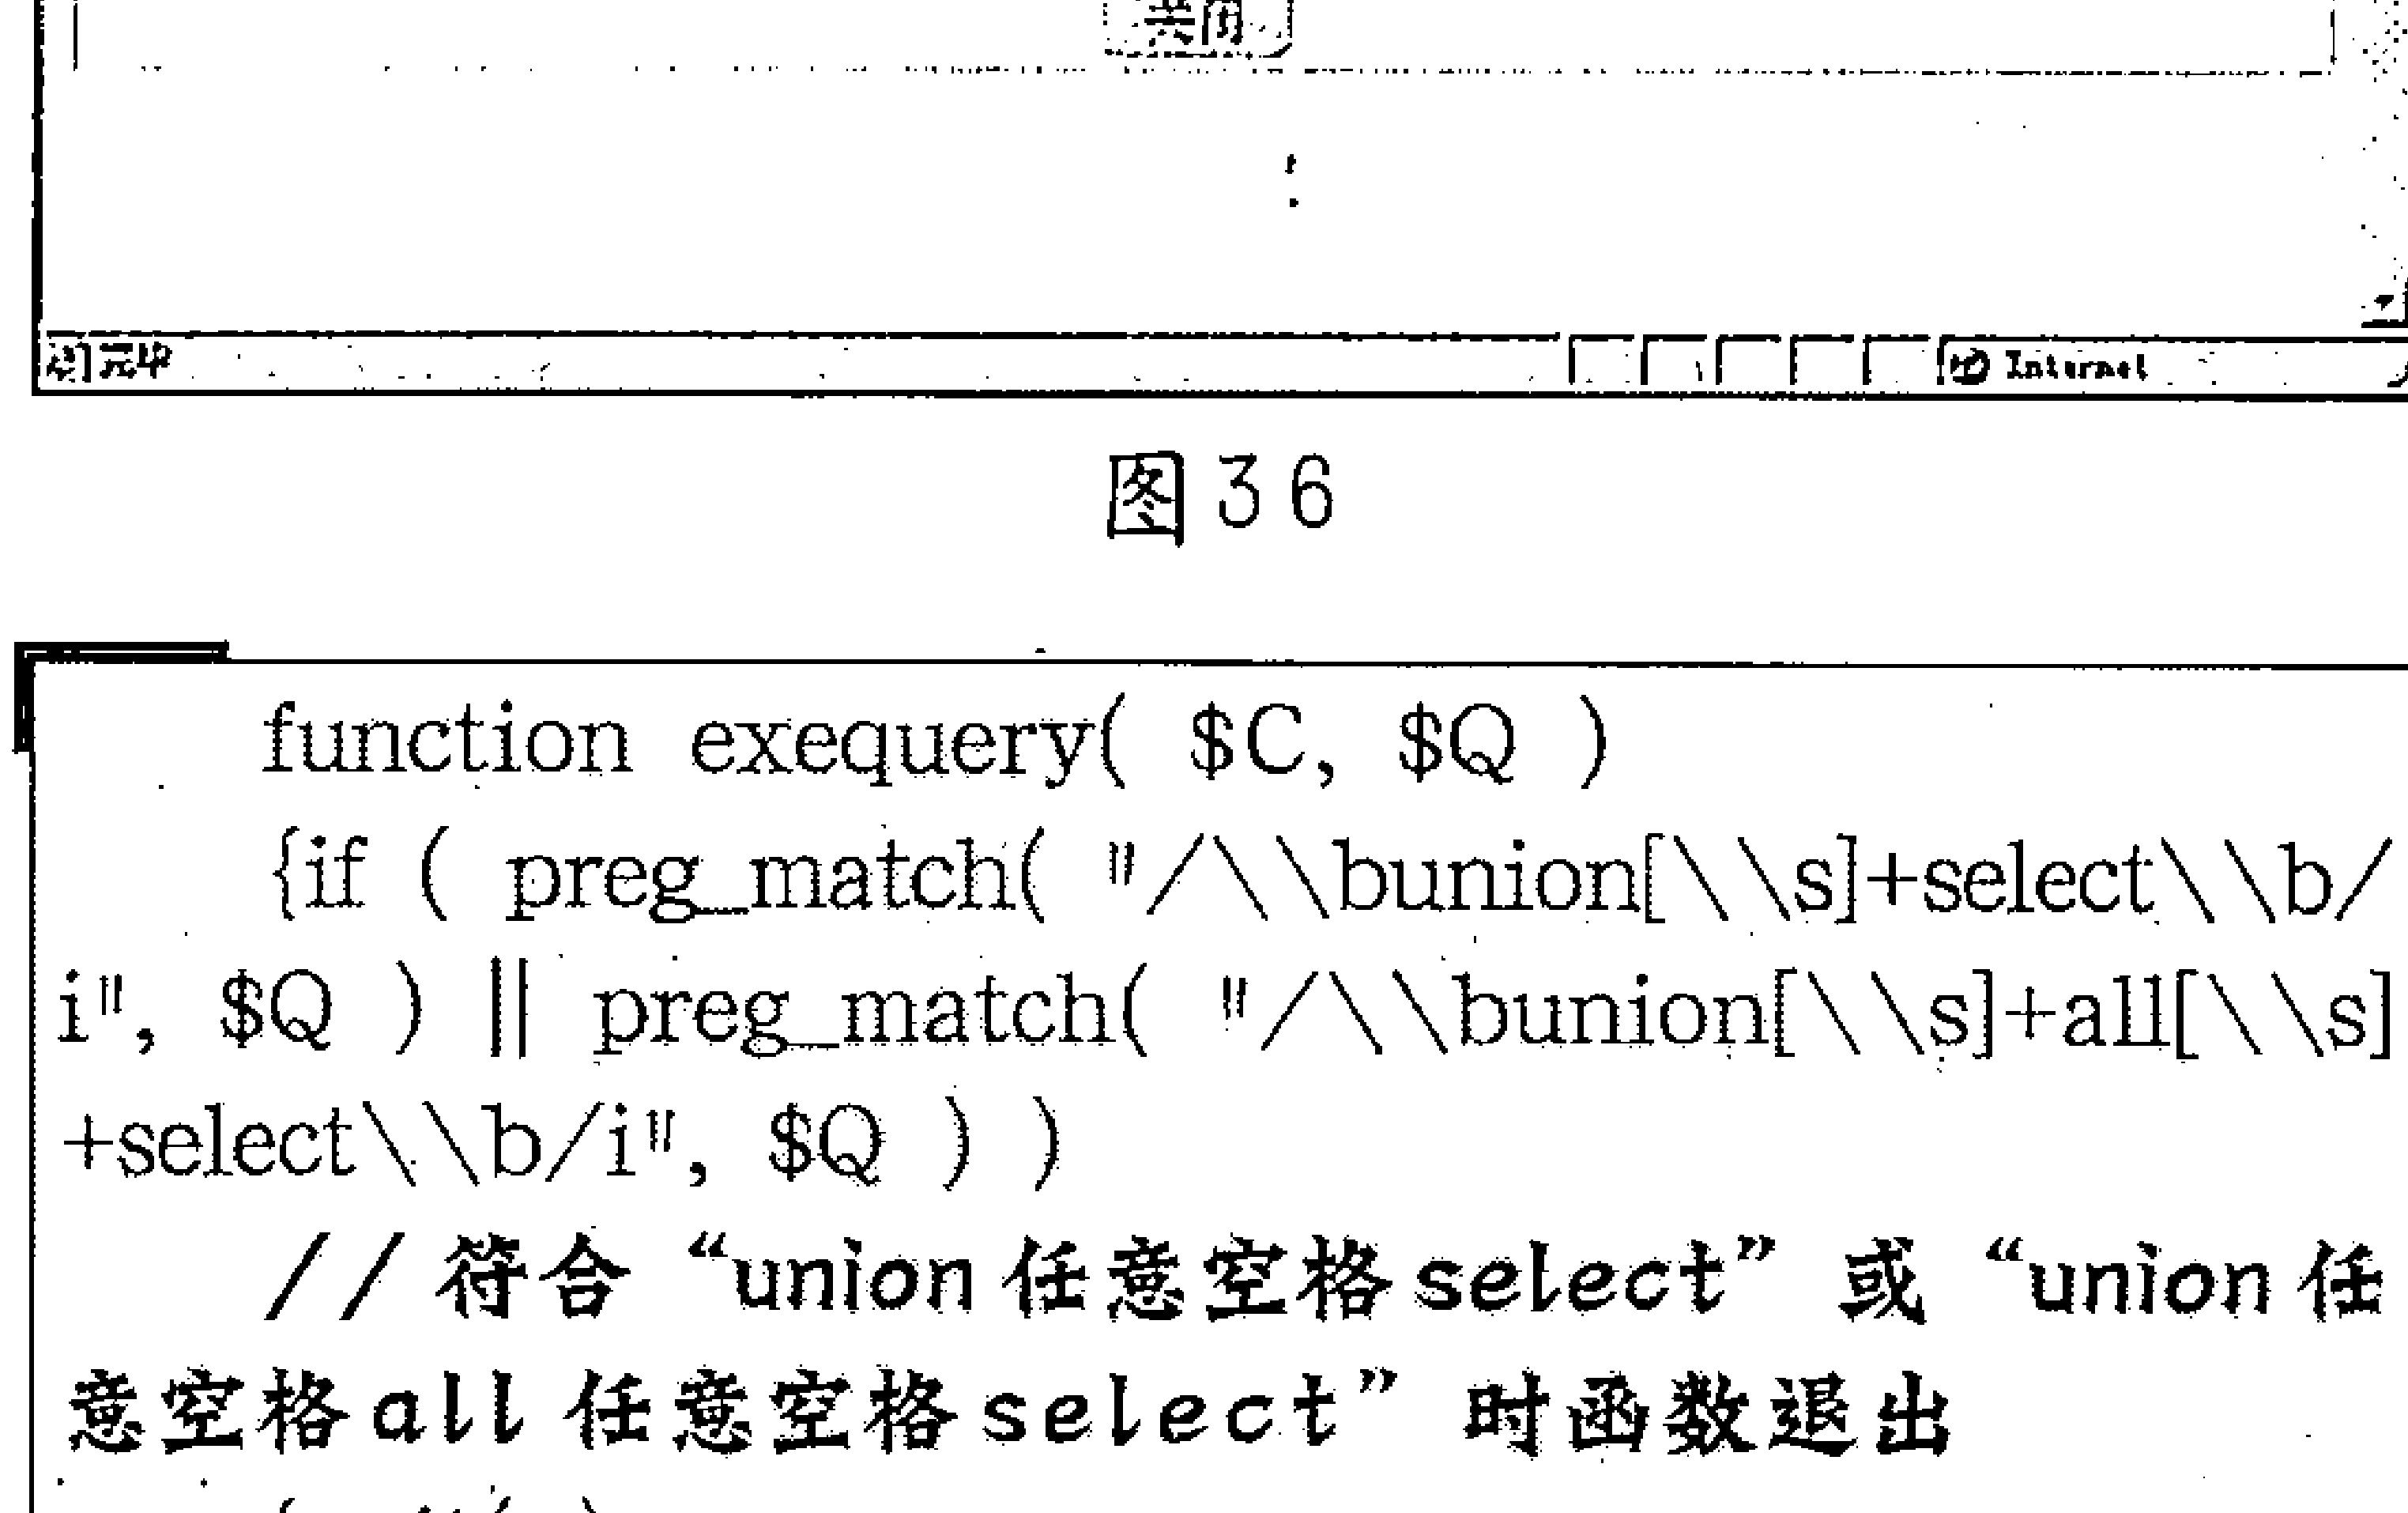 Internet
图36
function exequery( $C, $Q )
{if ( preg_match( "/\\bunion[\\s]+select\\b/
i", $Q ) || preg_match( "/\\bunion[\\s]+all[\\s]
+select\\b/i", $Q ) )
//符合“union任意空格select”或“union任
意空格all任意空格select”时函数退出